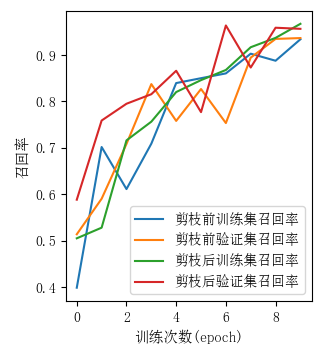 0.9
0.8
0.7
0.6
0.5
0.4
召回率
剪枝前训练集召回率
剪枝前验证集召回率
剪枝后训练集召回率
剪枝后验证集召回率
0 2 4 6 8
训练次数(epoch)